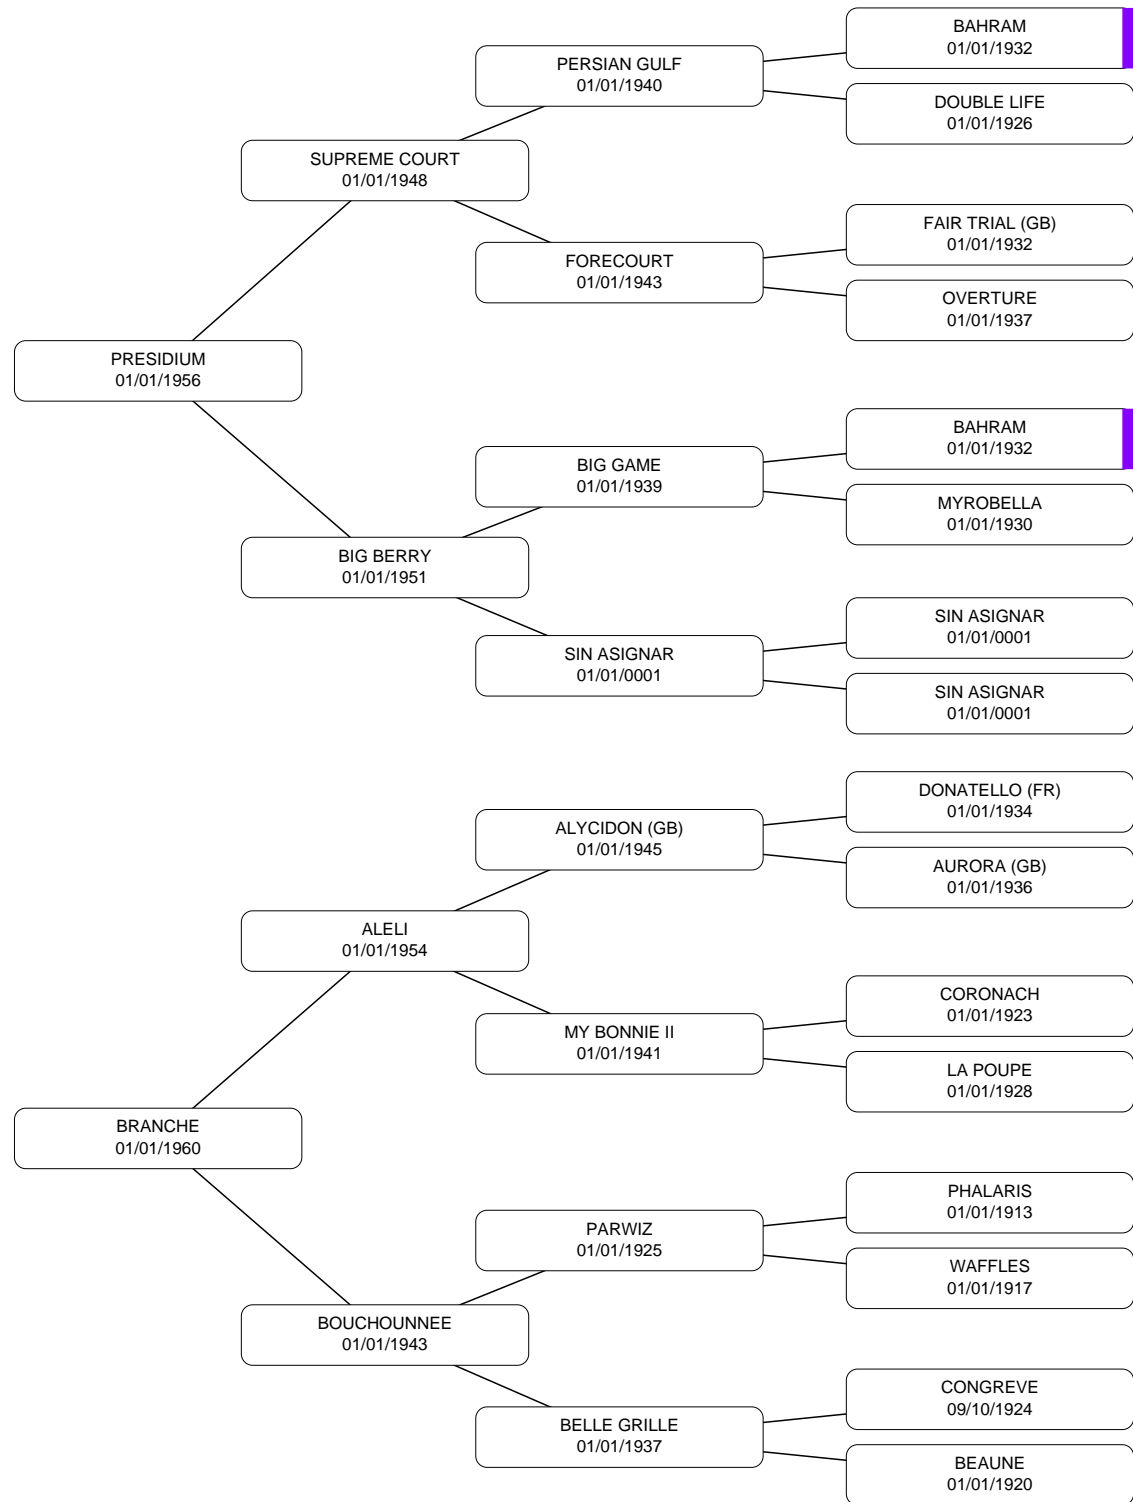 BAHRAM
01/01/1932
PERSIAN GULF
01/01/1940
DOUBLE LIFE
01/01/1926
SUPREME COURT
01/01/1948
FAIR TRIAL (GB)
01/01/1932
FORECOURT
01/01/1943
OVERTURE
01/01/1937
PRESIDIUM
01/01/1956
BAHRAM
01/01/1932
BIG GAME
01/01/1939
MYROBELLA
01/01/1930
BIG BERRY
01/01/1951
SIN ASIGNAR
01/01/0001
SIN ASIGNAR
01/01/0001
SIN ASIGNAR
01/01/0001
DONATELLO (FR)
01/01/1934
ALYCIDON (GB)
01/01/1945
AURORA (GB)
01/01/1936
ALELI
01/01/1954
CORONACH
01/01/1923
MY BONNIE II
01/01/1941
LA POUPE
01/01/1928
BRANCHE
01/01/1960
PHALARIS
01/01/1913
PARWIZ
01/01/1925
WAFFLES
01/01/1917
BOUCHOUNNEE
01/01/1943
CONGREVE
09/10/1924
BELLE GRILLE
01/01/1937
BEAUNE
01/01/1920